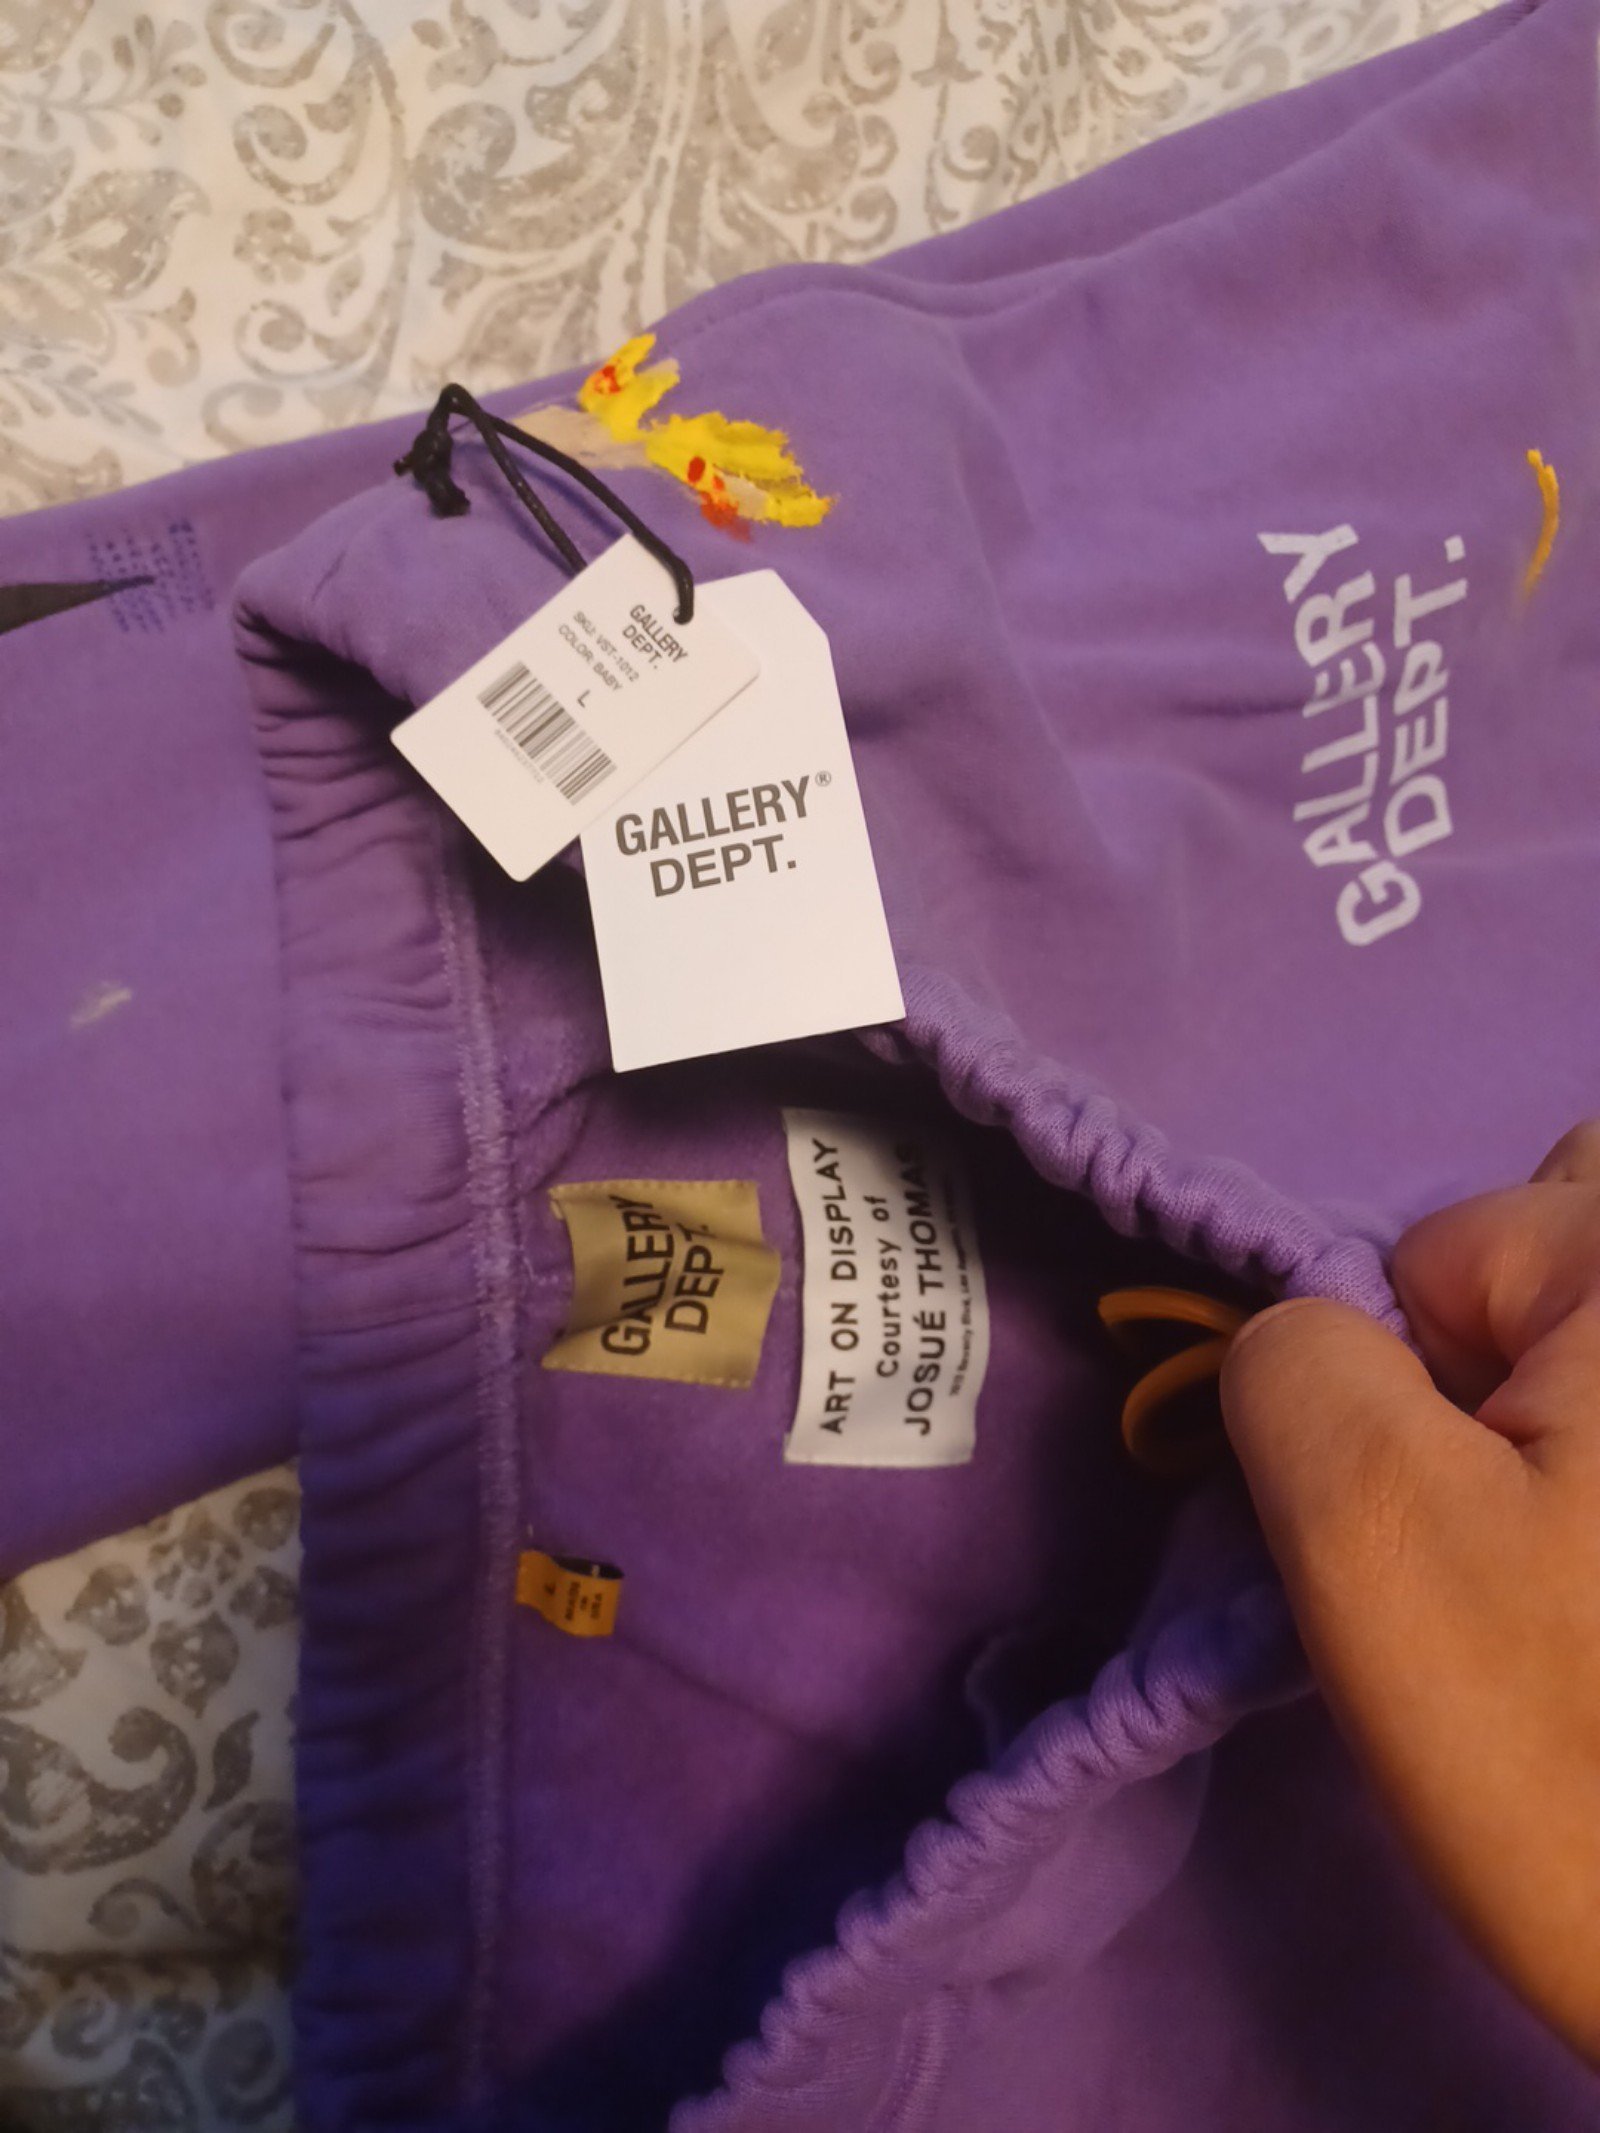 GALLERY
DEPT.
SKU: VST-1012
COLOR: BABY
L
GALLERY®
DEPT.
GALLERY
DEPT.
GALLERY
DEPT.
ART ON DISPLAY
Courtesy of
JOSUÉ THOMAS